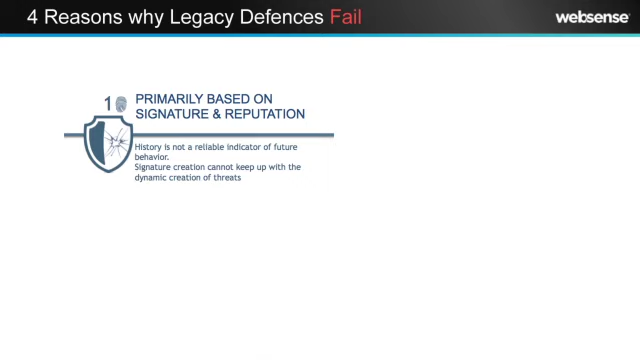 4 Reasons why Legacy Defences Fail
websense
1
PRIMARILY BASED ON
SIGNATURE & REPUTATION
History is not a reliable indicator of future
behavior.
Signature creation cannot keep up with the
dynamic creation of threats